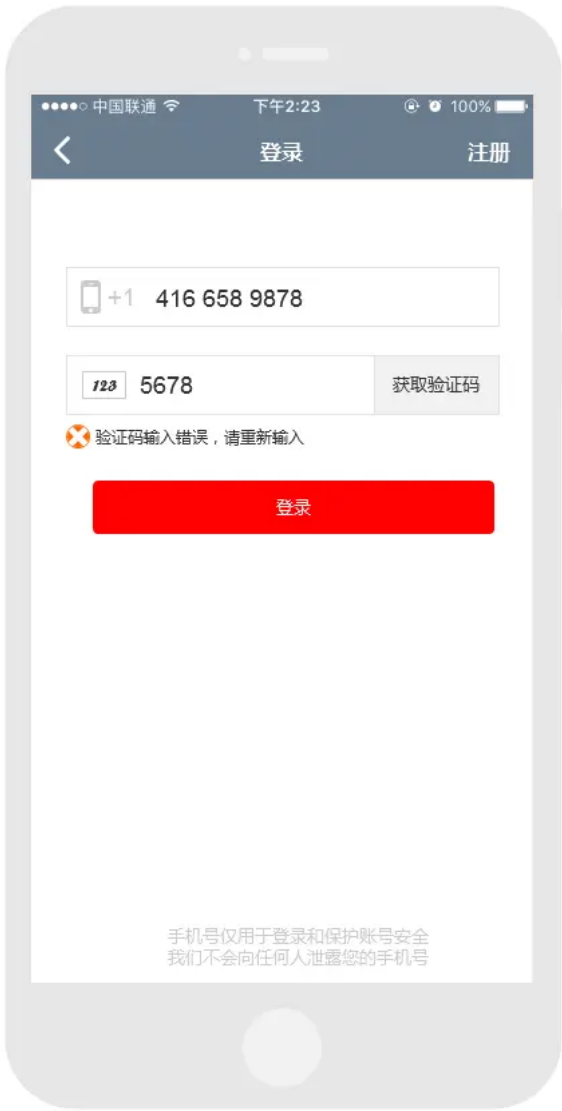 中国联通 下午2:23 100%
登录 注册
+1 416 658 9878
123 5678 获取验证码
验证码输入错误，请重新输入
登录
手机号仅用于登录和保护账号安全
我们不会向任何人泄露您的手机号